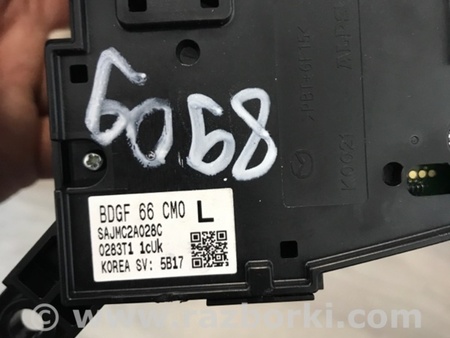 6068
BDGF 66 CM0 L
SAJMC2A028C
0283T1 1cUk
KOREA SV: 5B17
www.razborki.com